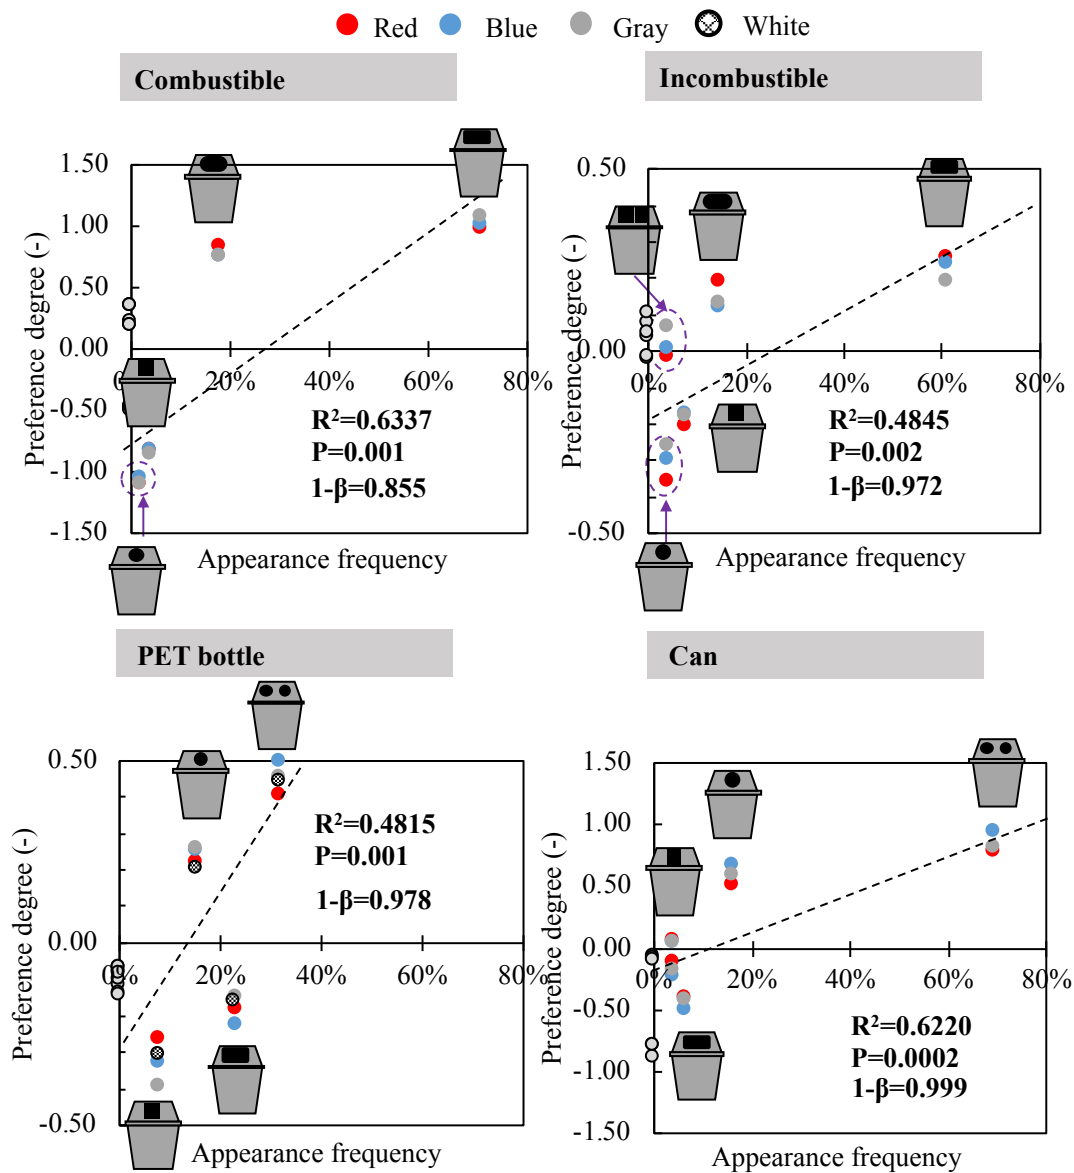 Red Blue Gray White
Combustible
Preference degree (-)
1.50
1.00
0.50
0.00
-0.50
-1.00
-1.50
20% 40% 60% 80%
R²=0.6337
P=0.001
1-β=0.855
Appearance frequency
Incombustible
Preference degree (-)
0.50
0.00
-0.50
0% 20% 40% 60% 80%
R²=0.4845
P=0.002
1-β=0.972
Appearance frequency
PET bottle
Preference degree (-)
0.50
0.00
-0.50
0% 20% 40% 60% 80%
R²=0.4815
P=0.001
1-β=0.978
Appearance frequency
Can
Preference degree (-)
1.50
1.00
0.50
0.00
-0.50
-1.00
-1.50
0% 20% 40% 60% 80%
R²=0.6220
P=0.0002
1-β=0.999
Appearance frequency